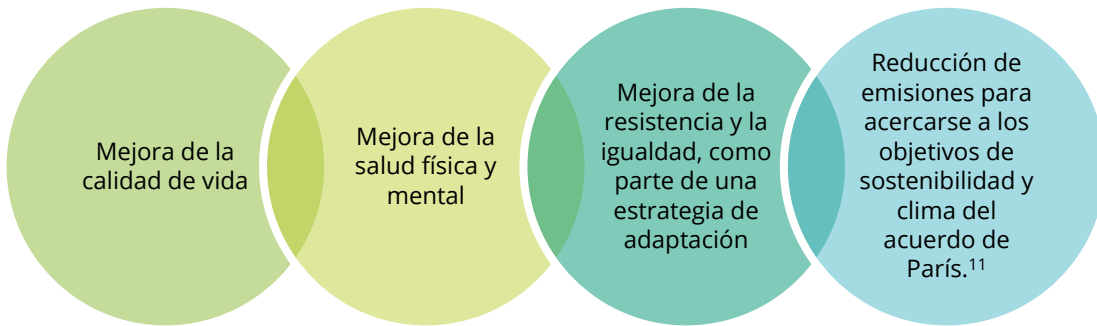 Mejora de la
calidad de vida
Mejora de la
salud física y
mental
Mejora de la
resistencia y la
igualdad, como
parte de una
estrategia de
adaptación
Reducción de
emisiones para
acercarse a los
objetivos de
sostenibilidad y
clima del
acuerdo de
París.¹¹